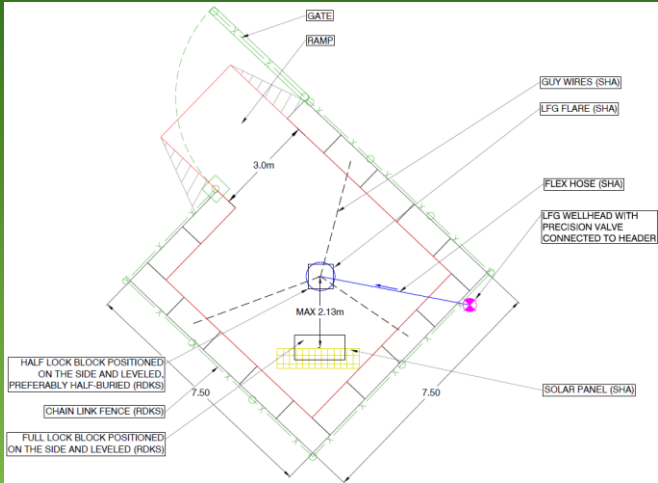 GATE
RAMP
GUY WIRES (SHA)
LFG FLARE (SHA)
3.0m
FLEX HOSE (SHA)
LFG WELLHEAD WITH
PRECISION VALVE
CONNECTED TO HEADER
MAX 2.13m
HALF LOCK BLOCK POSITIONED
ON THE SIDE AND LEVELED,
PREFERABLY HALF-BURIED (RDKS)
7.50
7.50
SOLAR PANEL (SHA)
CHAIN LINK FENCE (RDKS)
FULL LOCK BLOCK POSITIONED
ON THE SIDE AND LEVELED (RDKS)